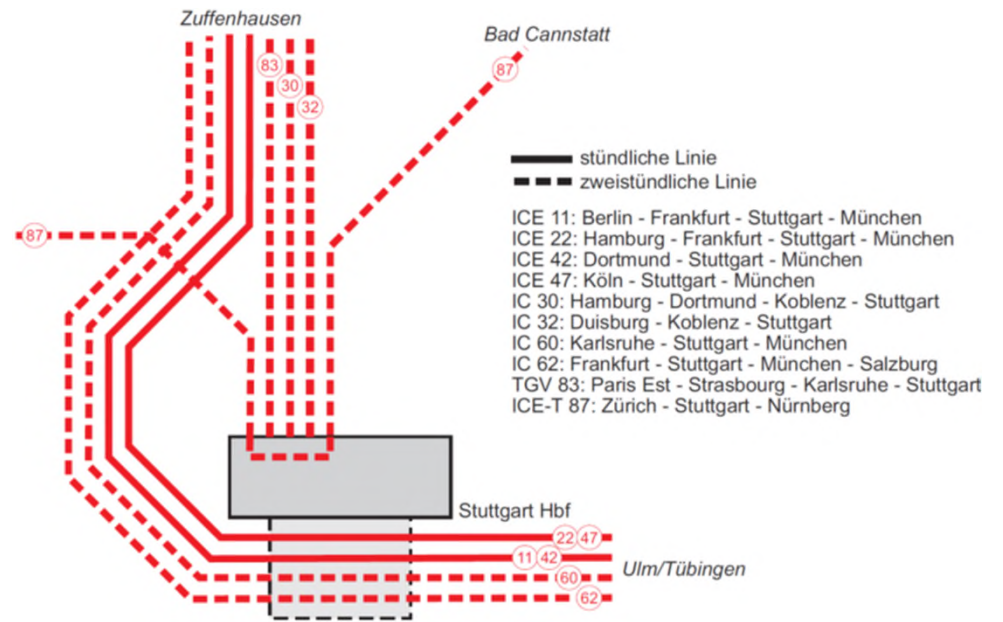 Zuffenhausen
Bad Cannstatt
83
87
30
32
stündliche Linie
zweistündliche Linie
ICE 11: Berlin - Frankfurt - Stuttgart - München
87
ICE 22: Hamburg - Frankfurt - Stuttgart - München
ICE 42: Dortmund - Stuttgart - München
ICE 47: Köln - Stuttgart - München
IC 30: Hamburg - Dortmund - Koblenz - Stuttgart
IC 32: Duisburg - Koblenz - Stuttgart
IC 60: Karlsruhe - Stuttgart - München
IC 62: Frankfurt - Stuttgart - München - Salzburg
TGV 83: Paris Est - Strasbourg - Karlsruhe - Stuttgart
ICE-T 87: Zürich - Stuttgart - Nürnberg
Stuttgart Hbf
22 47
11 42
Ulm/Tübingen
60
62